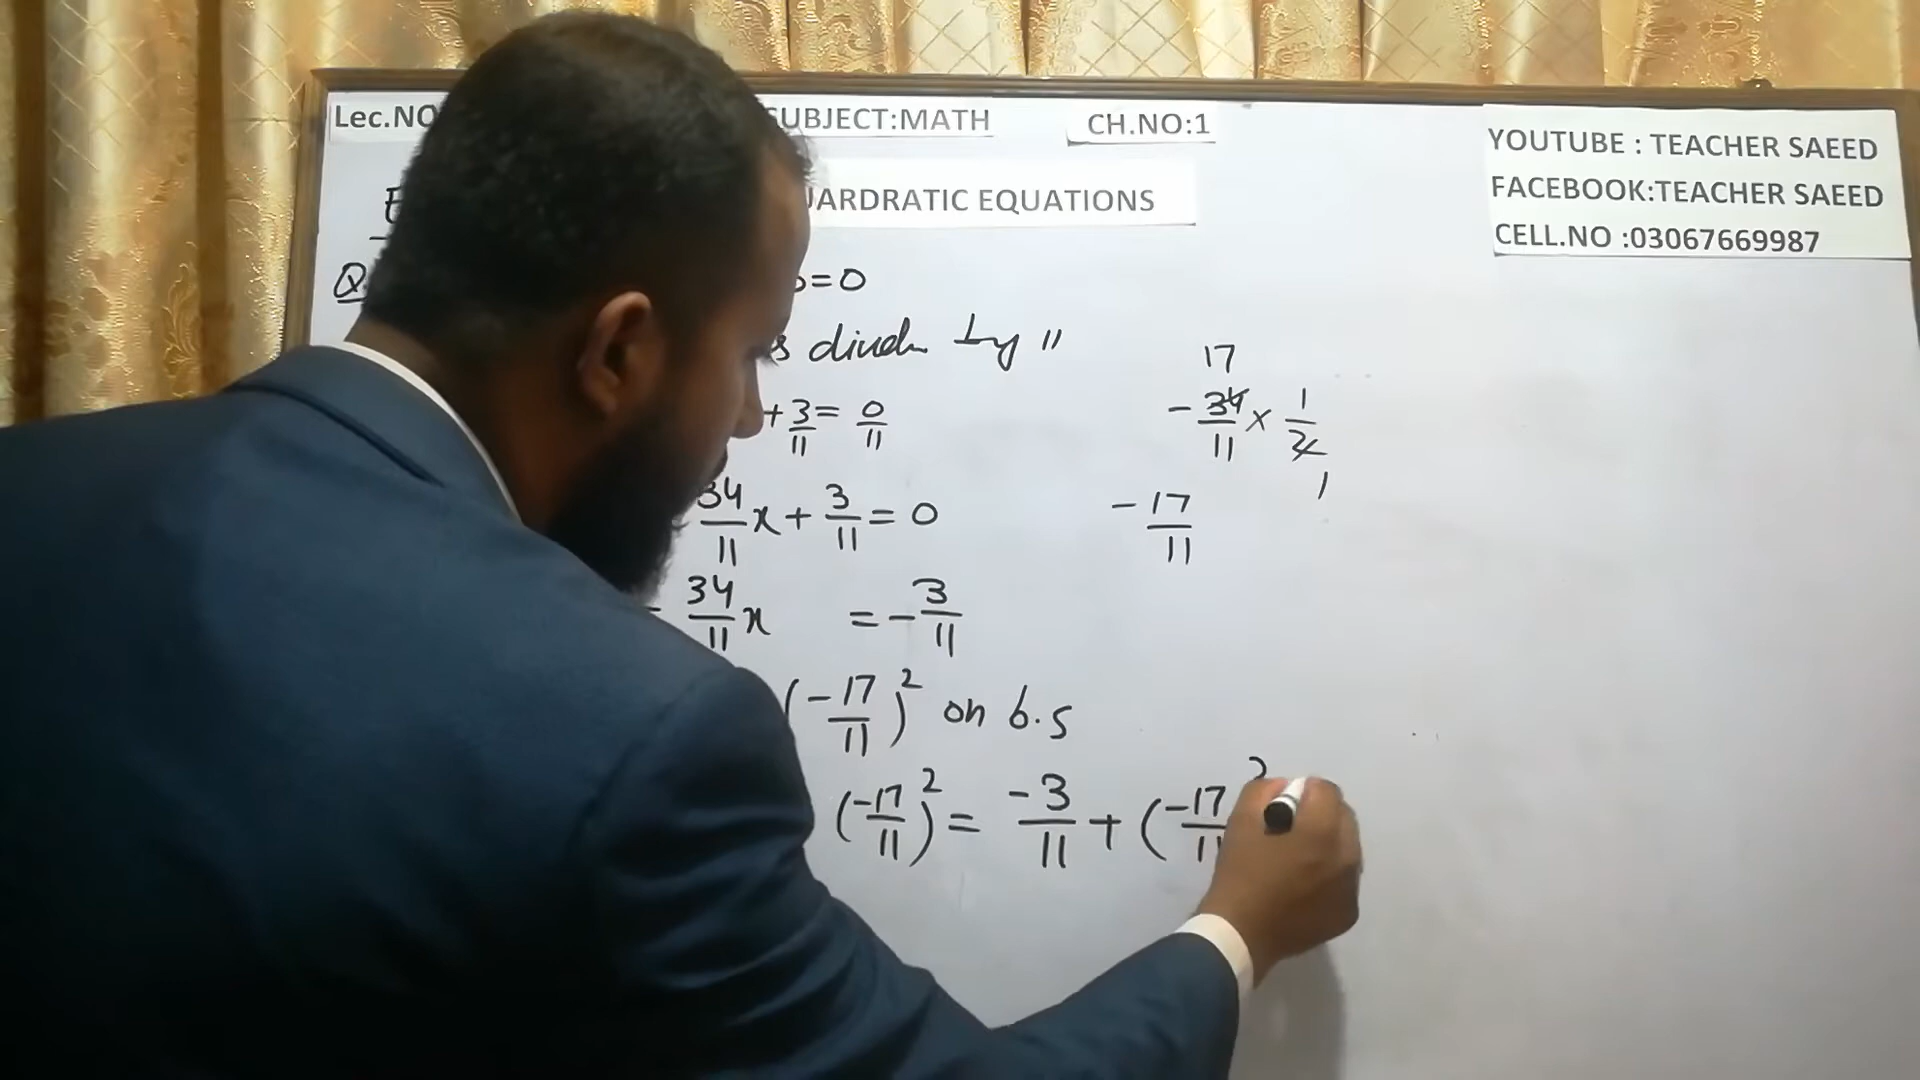 Lec.NO
SUBJECT:MATH
CH.NO:1
UARDRATIC EQUATIONS
YOUTUBE : TEACHER SAEED
FACEBOOK:TEACHER SAEED
CELL.NO :03067669987
Q
=0
by 11
+ 3/11 = 0/11
34/11 x + 3/11 = 0
- 34/11 x = - 3/11
(-17/11)² on b.s
(-17/11)² = -3/11 + (-17/11 ²
17
- 34/11 x 1/2
1
- 17/11